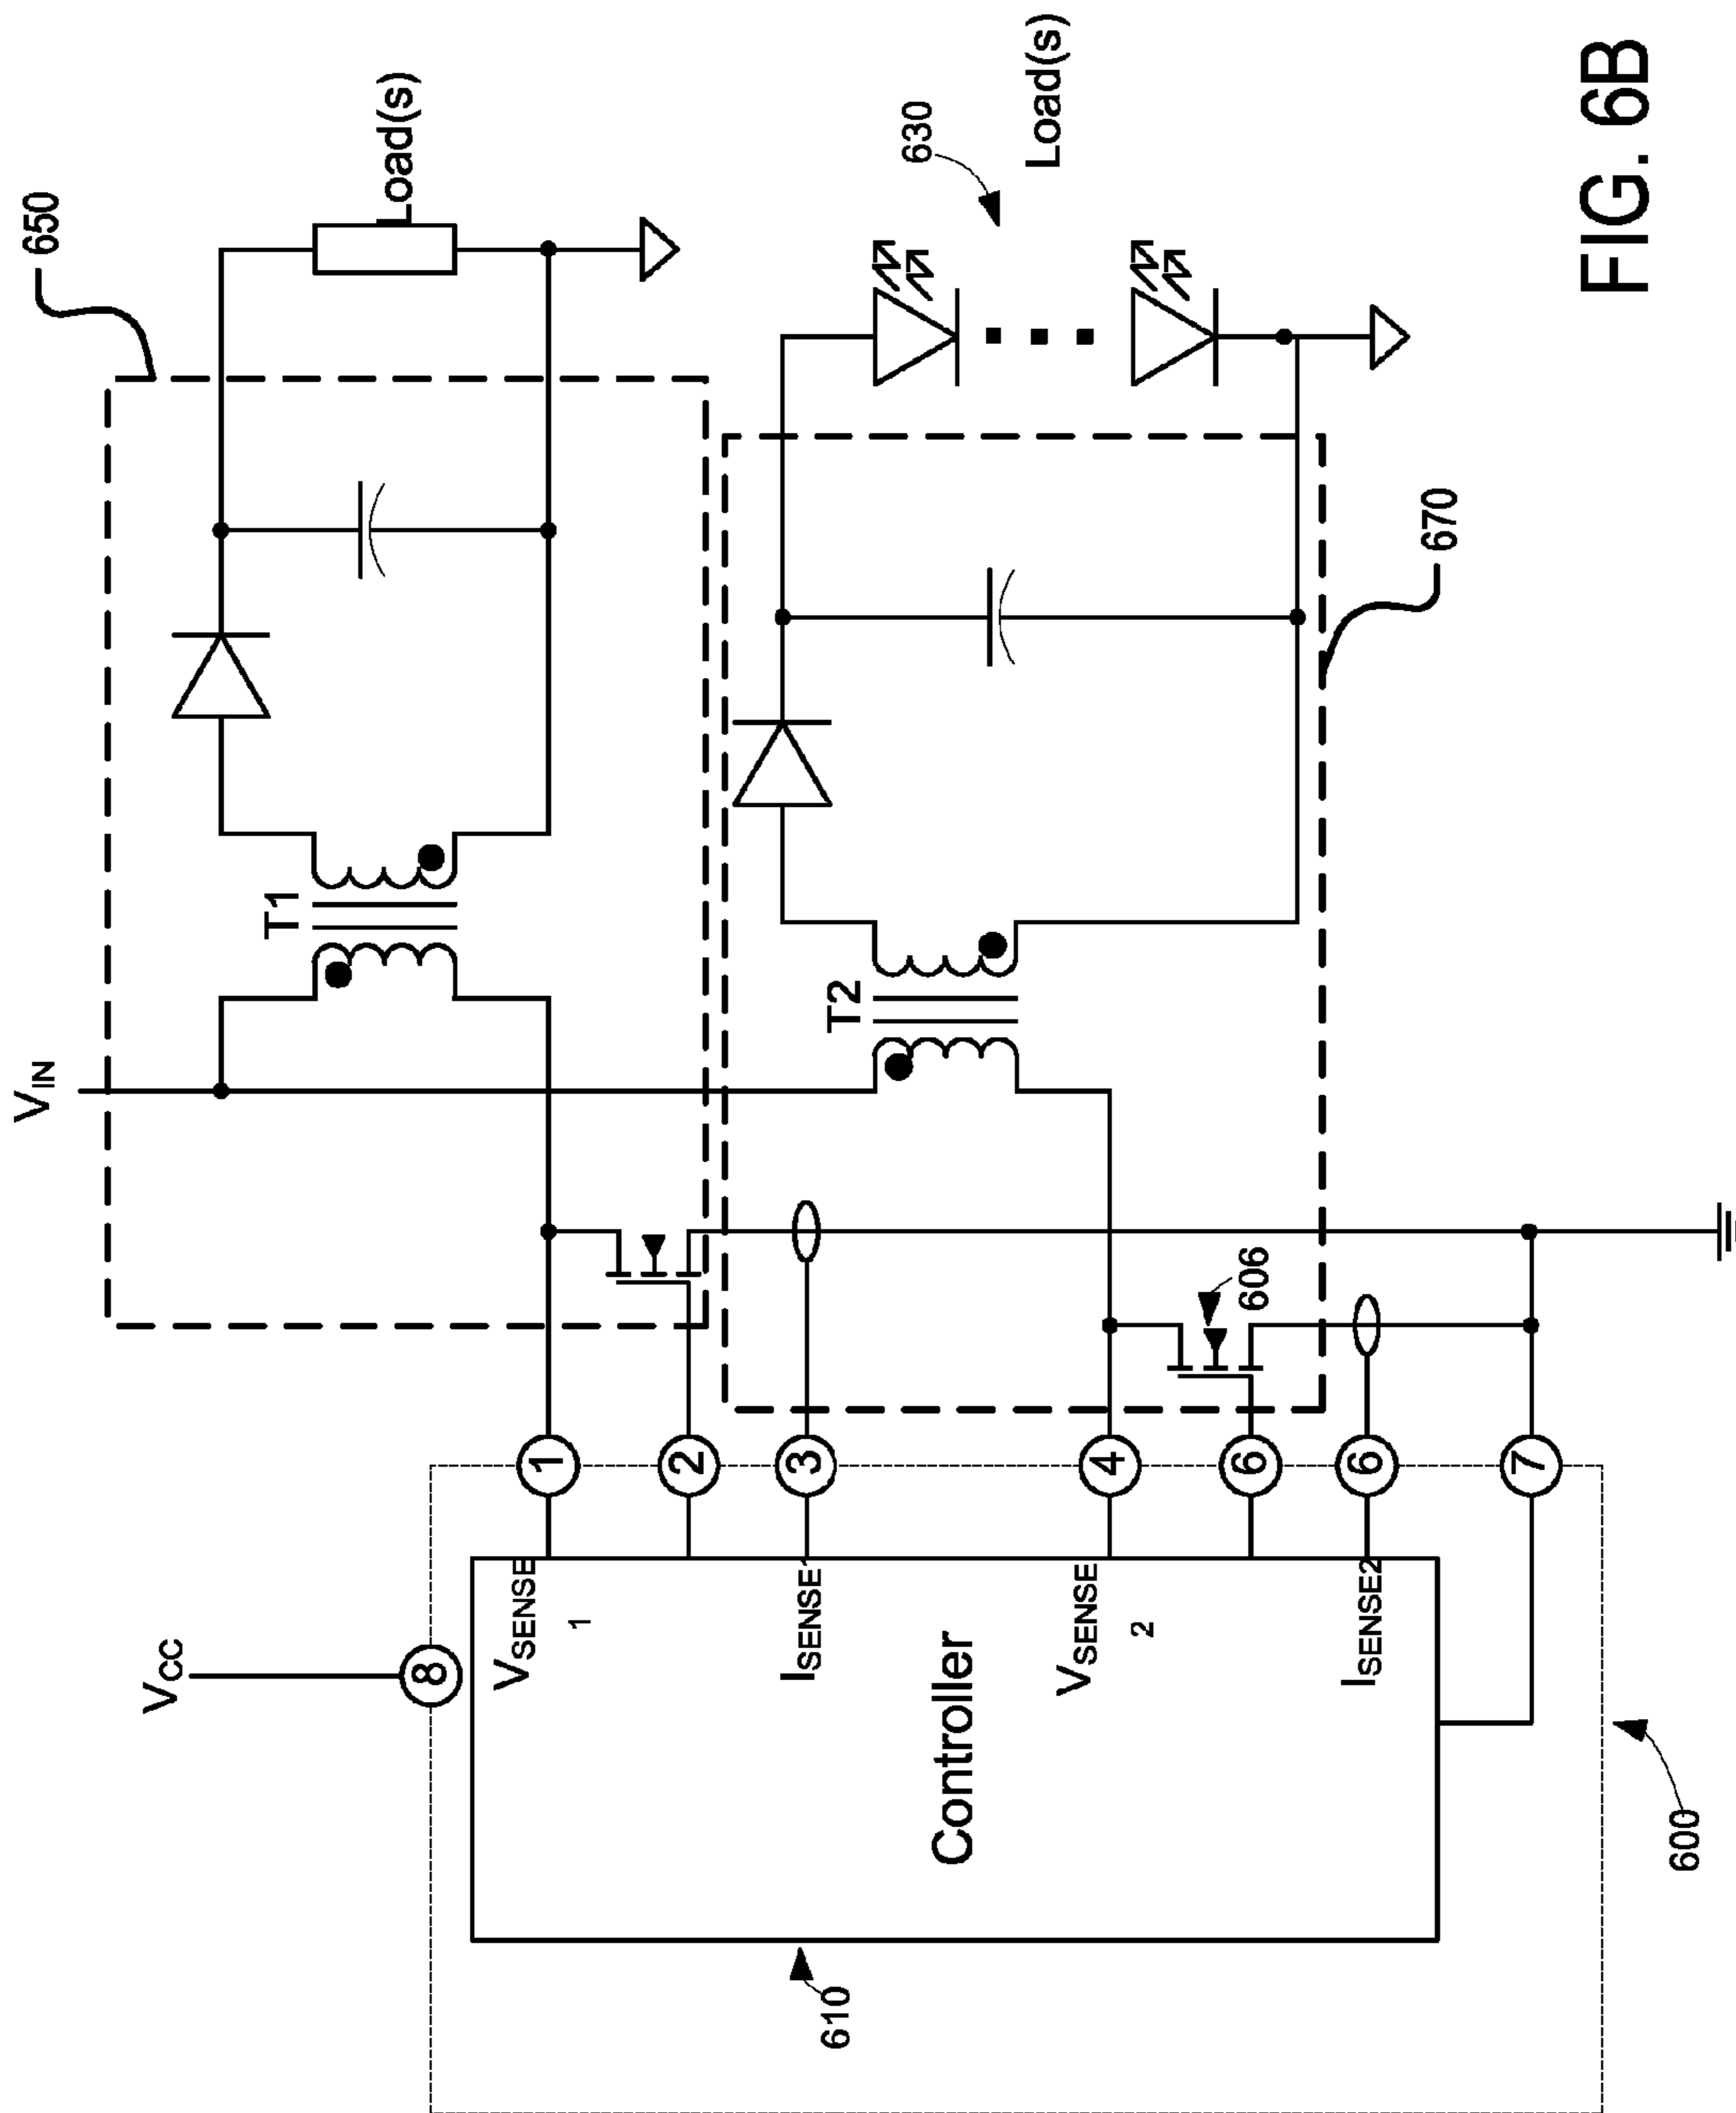 650
Load(s)
VIN
T1
630
Load(s)
T2
670
606
VCC
8
1
2
3
4
6
6
7
VSENSE
1
ISENSE
VSENSE
2
ISENSE2
Controller
610
600
FIG. 6B